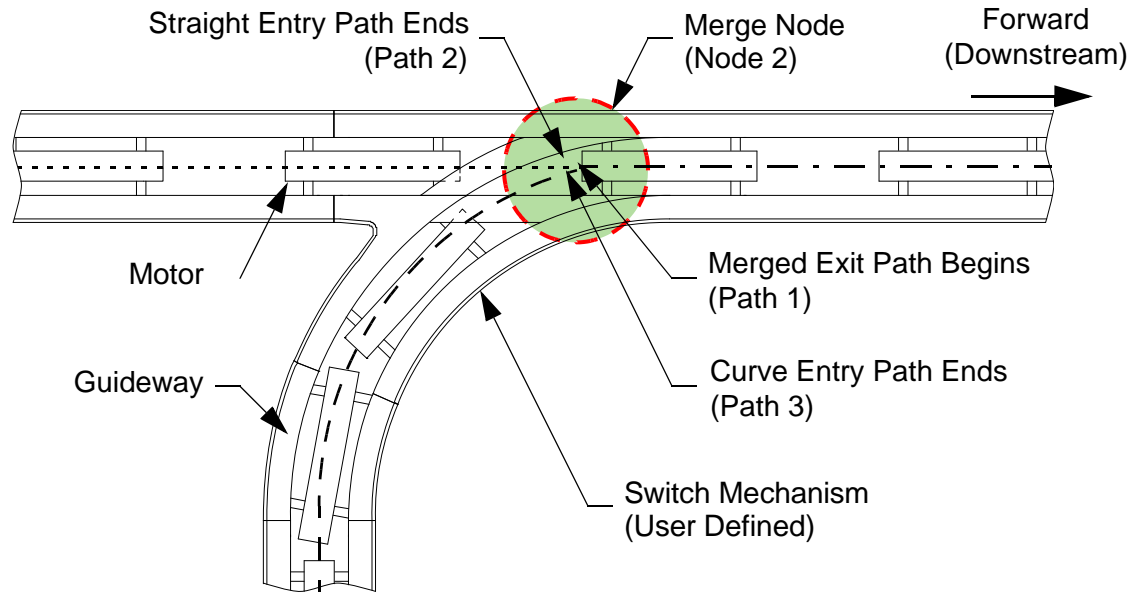 Straight Entry Path Ends
(Path 2)
Merge Node
(Node 2)
Forward
(Downstream)
Motor
Merged Exit Path Begins
(Path 1)
Guideway
Curve Entry Path Ends
(Path 3)
Switch Mechanism
(User Defined)